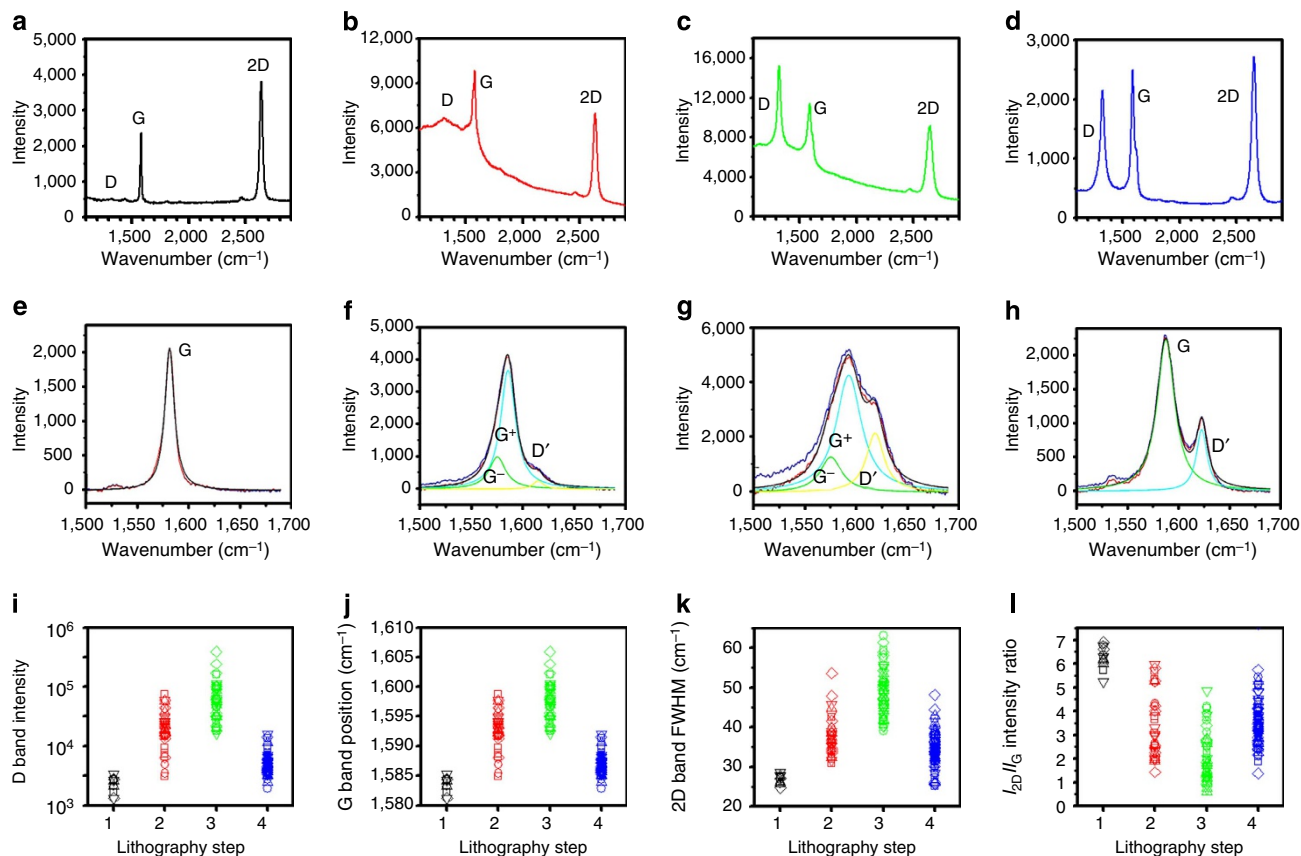 a
5,000
4,000
3,000
2,000
1,000
0
Intensity
D
G
2D
1,500 2,000 2,500
Wavenumber (cm⁻¹)
b
12,000
9,000
6,000
3,000
0
Intensity
D
G
2D
1,500 2,000 2,500
Wavenumber (cm⁻¹)
c
16,000
12,000
8,000
4,000
0
Intensity
D
G
2D
1,500 2,000 2,500
Wavenumber (cm⁻¹)
d
3,000
2,000
1,000
0
Intensity
D
G
2D
1,500 2,000 2,500
Wavenumber (cm⁻¹)
e
2,000
1,500
1,000
500
0
Intensity
G
1,500 1,550 1,600 1,650 1,700
Wavenumber (cm⁻¹)
f
5,000
4,000
3,000
2,000
1,000
0
Intensity
G⁺
G⁻
D′
1,500 1,550 1,600 1,650 1,700
Wavenumber (cm⁻¹)
g
6,000
4,000
2,000
0
Intensity
G⁺
G⁻
D′
1,500 1,550 1,600 1,650 1,700
Wavenumber (cm⁻¹)
h
2,000
1,500
1,000
500
0
Intensity
G
D′
1,500 1,550 1,600 1,650 1,700
Wavenumber (cm⁻¹)
i
10⁶
10⁵
10⁴
10³
D band intensity
1 2 3 4
Lithography step
j
1,610
1,605
1,600
1,595
1,590
1,585
1,580
G band position (cm⁻¹)
1 2 3 4
Lithography step
k
60
50
40
30
20
2D band FWHM (cm⁻¹)
1 2 3 4
Lithography step
l
7
6
5
4
3
2
1
0
I2D/IG intensity ratio
1 2 3 4
Lithography step